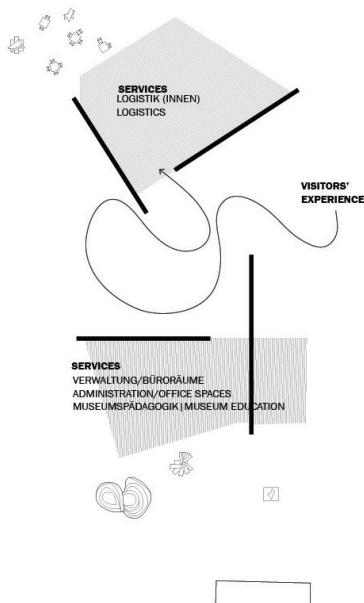 SERVICES
LOGISTIK (INNEN)
LOGISTICS
VISITORS'
EXPERIENCE
SERVICES
VERWALTUNG/BÜRORÄUME
ADMINISTRATION/OFFICE SPACES
MUSEUMSPÄDAGOGIK | MUSEUM EDUCATION